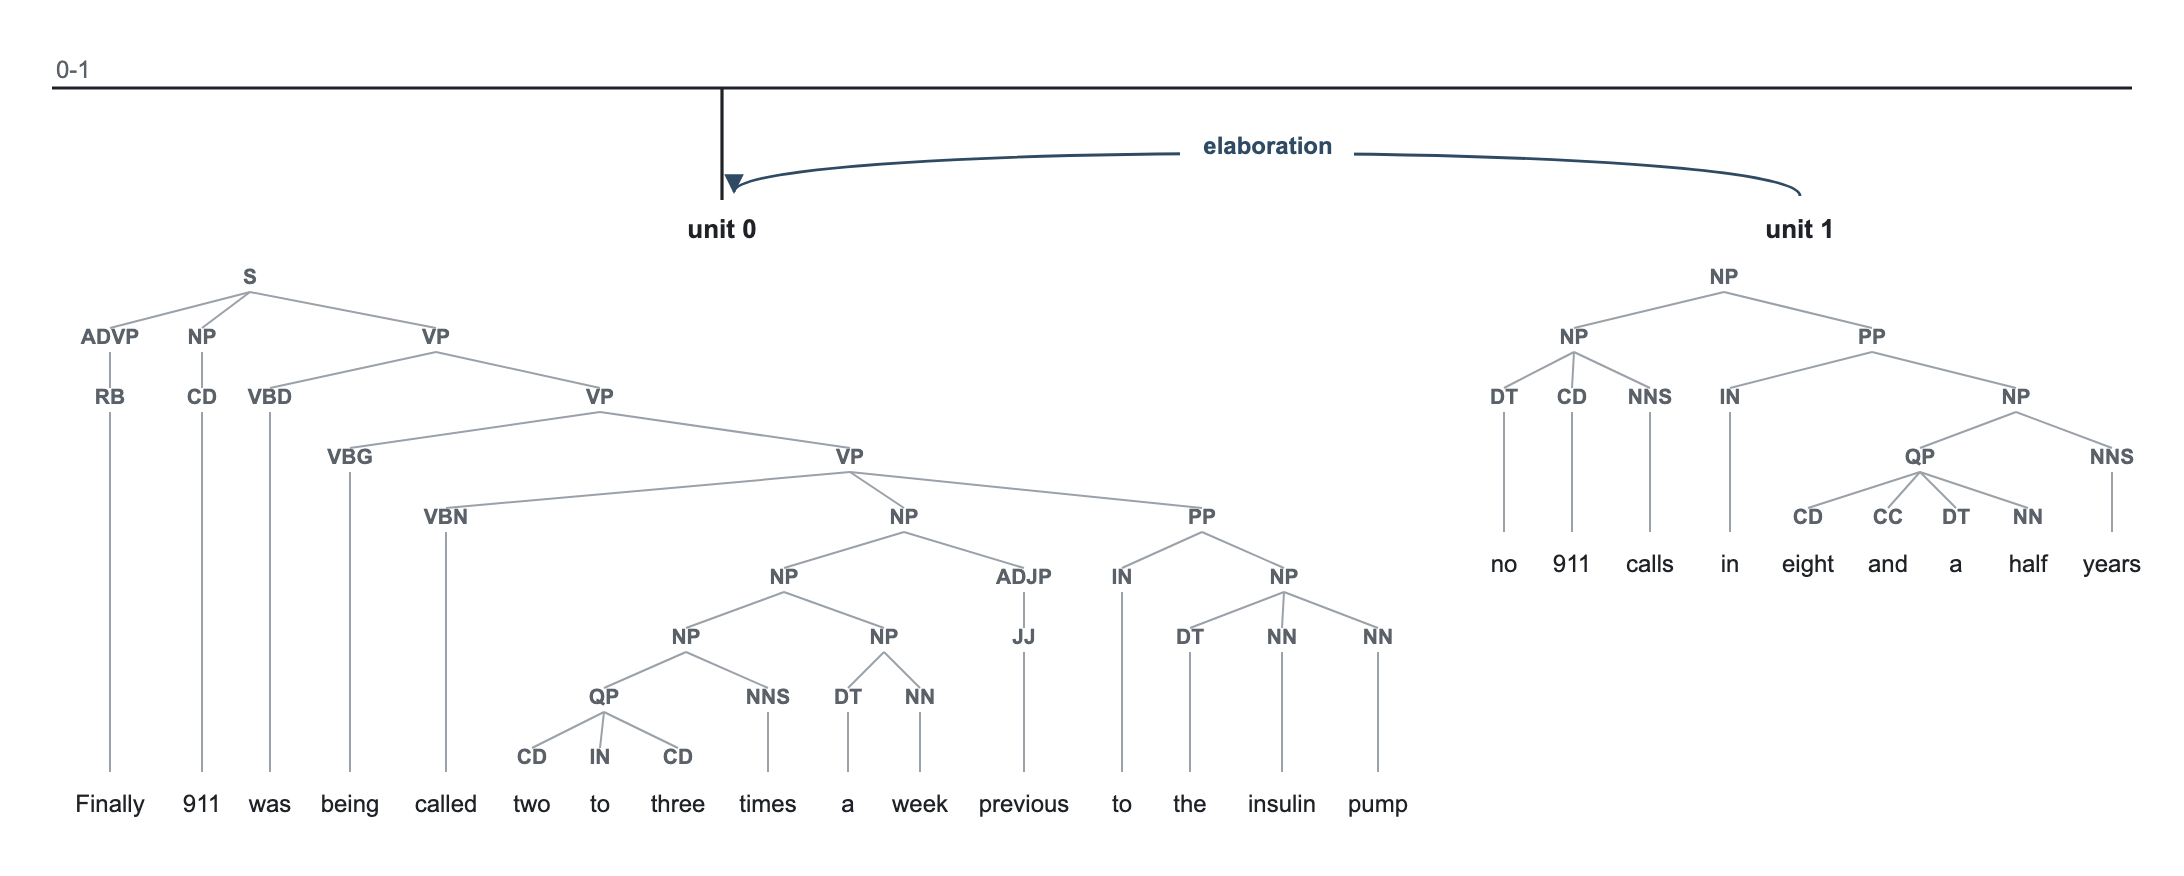 0-1
elaboration
unit 0 unit 1
S NP
ADVP NP VP NP PP
RB CD VBD VP DT CD NNS IN NP
VBG VP QP NNS
VBN NP PP CD CC DT NN
no 911 calls in eight and a half years
NP ADJP IN NP
NP NP JJ DT NN NN
QP NNS DT NN
CD IN CD
Finally 911 was being called two to three times a week previous to the insulin pump